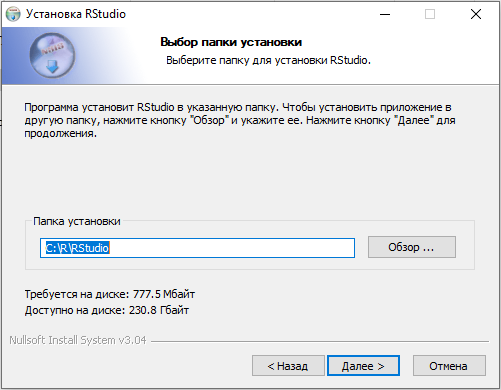 Установка RStudio
Выбор папки установки
Выберите папку для установки RStudio.
Программа установит RStudio в указанную папку. Чтобы установить приложение в
другую папку, нажмите кнопку "Обзор" и укажите ее. Нажмите кнопку "Далее" для
продолжения.
Папка установки
C:\R\RStudio
Обзор ...
Требуется на диске: 777.5 Мбайт
Доступно на диске: 230.8 Гбайт
Nullsoft Install System v3.04
< Назад
Далее >
Отмена